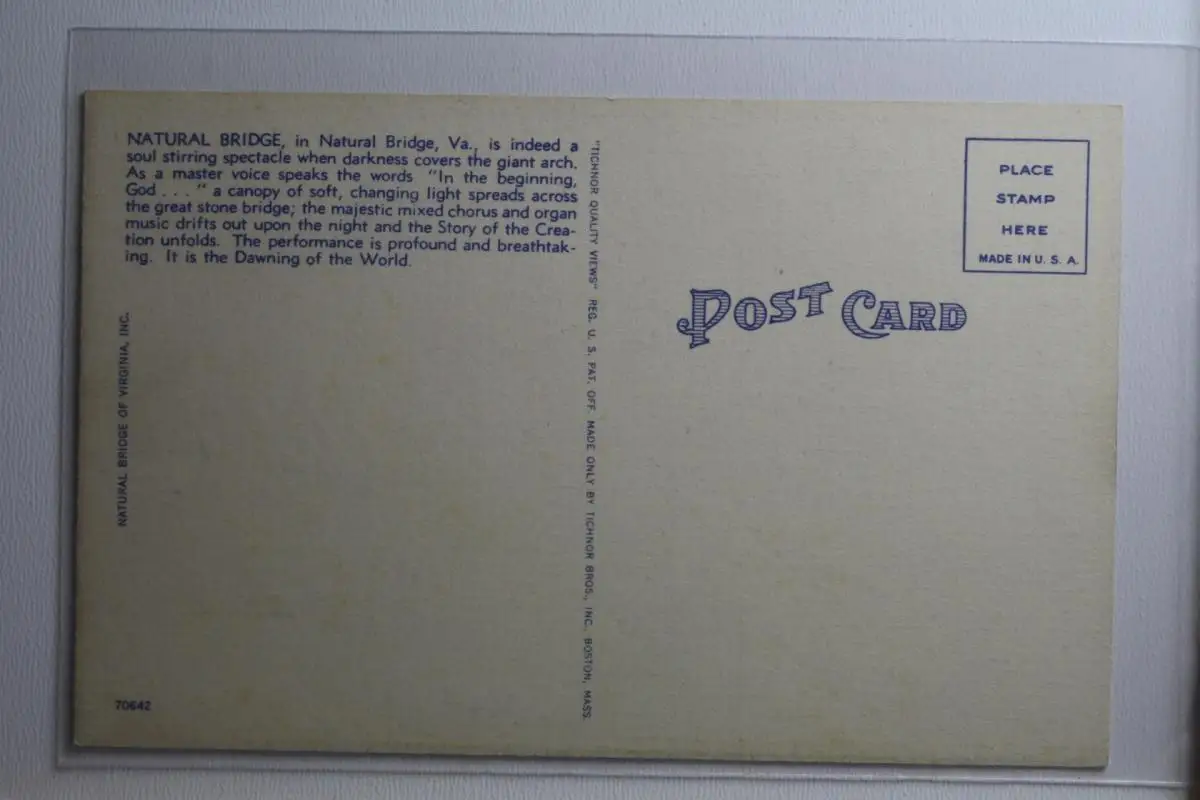 NATURAL BRIDGE, in Natural Bridge, Va., is indeed a
soul stirring spectacle when darkness covers the giant arch.
As a master voice speaks the words "In the beginning,
God . . . " a canopy of soft, changing light spreads across
the great stone bridge; the majestic mixed chorus and organ
music drifts out upon the night and the Story of the Crea-
tion unfolds. The performance is profound and breathtak-
ing. It is the Dawning of the World.
NATURAL BRIDGE OF VIRGINIA, INC.
70642
"TICHNOR QUALITY VIEWS" REG. U. S. PAT. OFF. MADE ONLY BY TICHNOR BROS., INC. BOSTON, MASS.
POST CARD
PLACE
STAMP
HERE
MADE IN U. S. A.